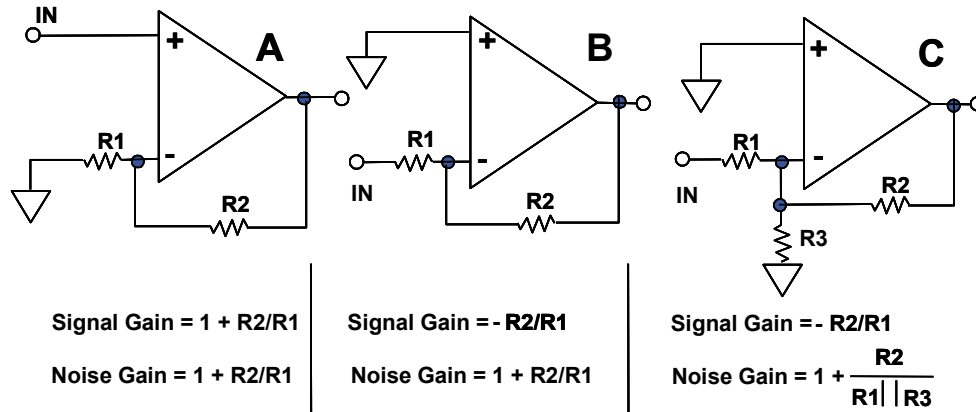 IN
+
A
R1
-
R2
Signal Gain = 1 + R2/R1
Noise Gain = 1 + R2/R1
+
B
R1
-
IN
R2
Signal Gain = - R2/R1
Noise Gain = 1 + R2/R1
+
C
R1
-
IN
R2
R3
Signal Gain = - R2/R1
Noise Gain = 1 + R2
R1||R3